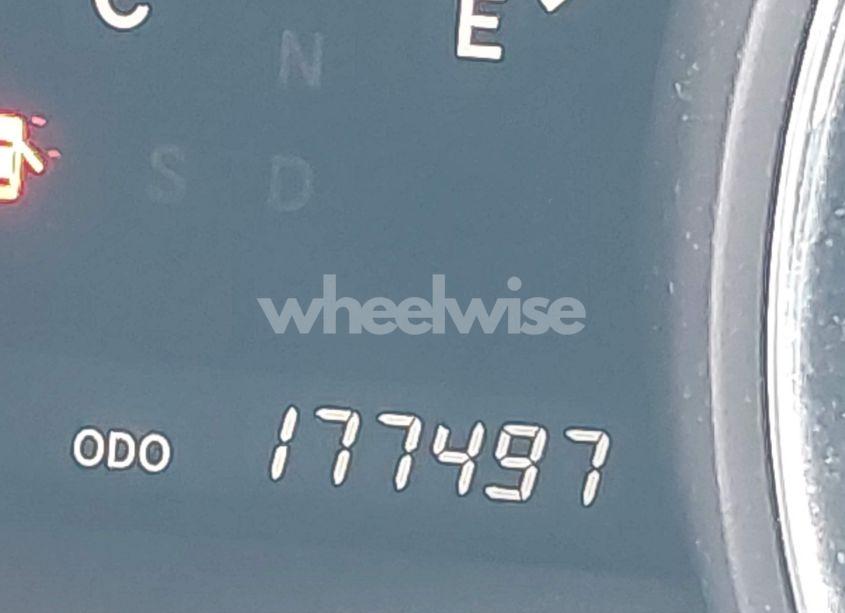 C E
N
S D
wheelwise
ODO 177497